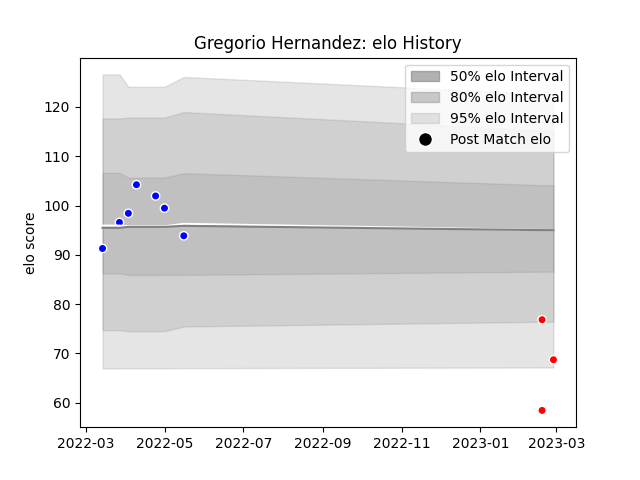 Gregorio Hernandez: elo History
50% elo Interval
80% elo Interval
95% elo Interval
Post Match elo
elo score
120
110
100
90
80
70
60
2022-03 2022-05 2022-07 2022-09 2022-11 2023-01 2023-03